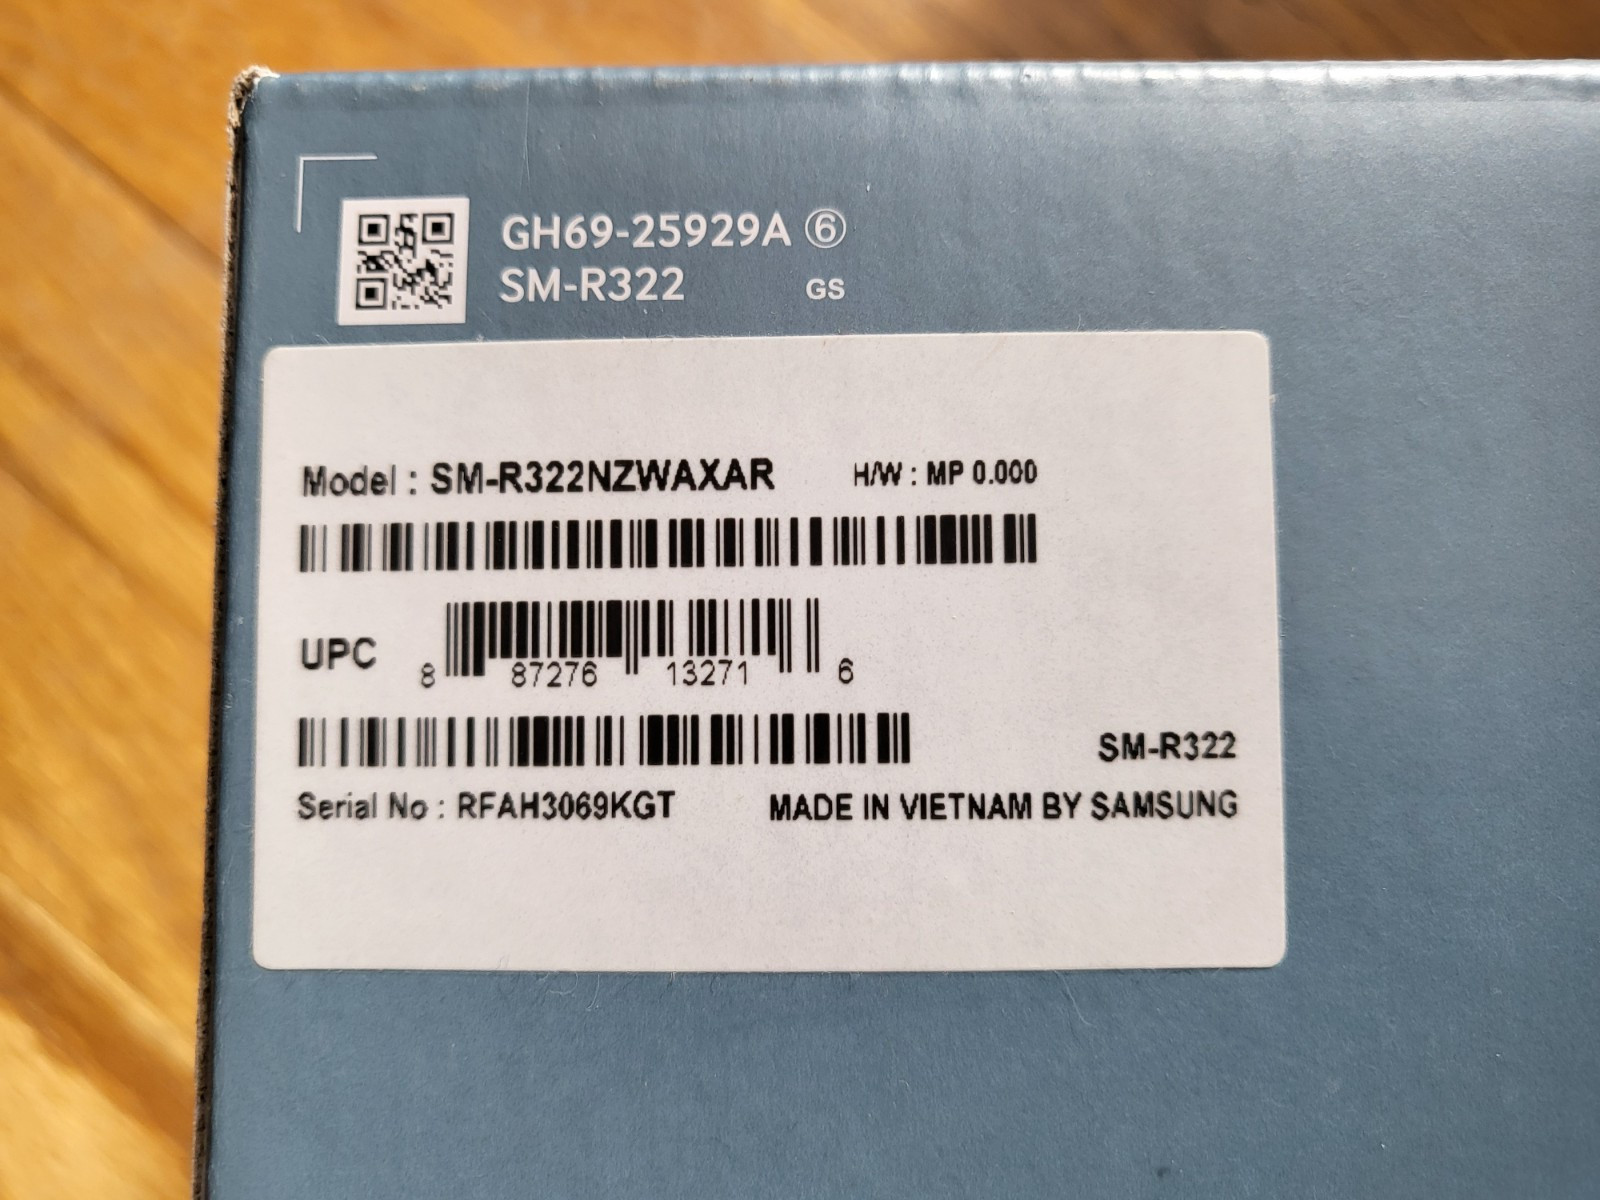 GH69-25929A ⑥
SM-R322 GS
Model : SM-R322NZWAXAR H/W : MP 0.000
UPC 8 87276 13271 6
SM-R322
Serial No : RFAH3069KGT MADE IN VIETNAM BY SAMSUNG